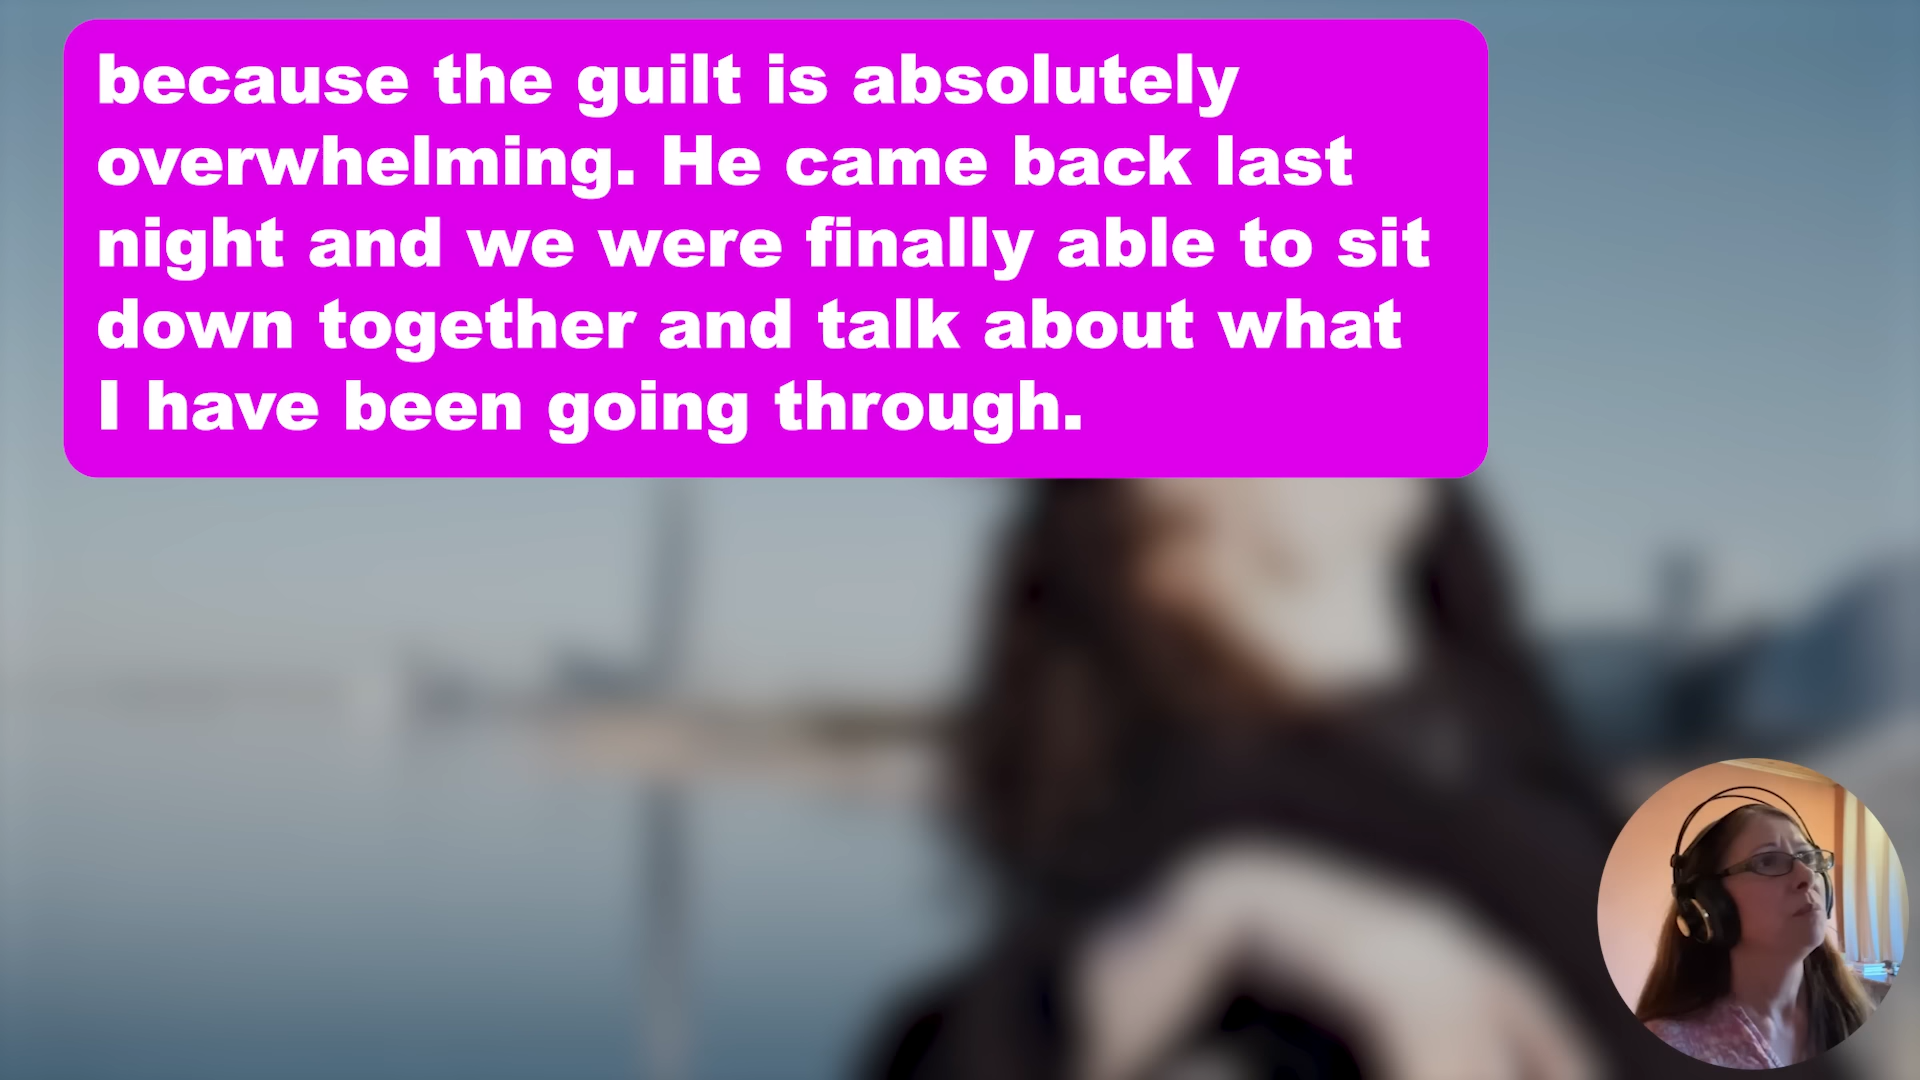 because the guilt is absolutely
overwhelming. He came back last
night and we were finally able to sit
down together and talk about what
I have been going through.